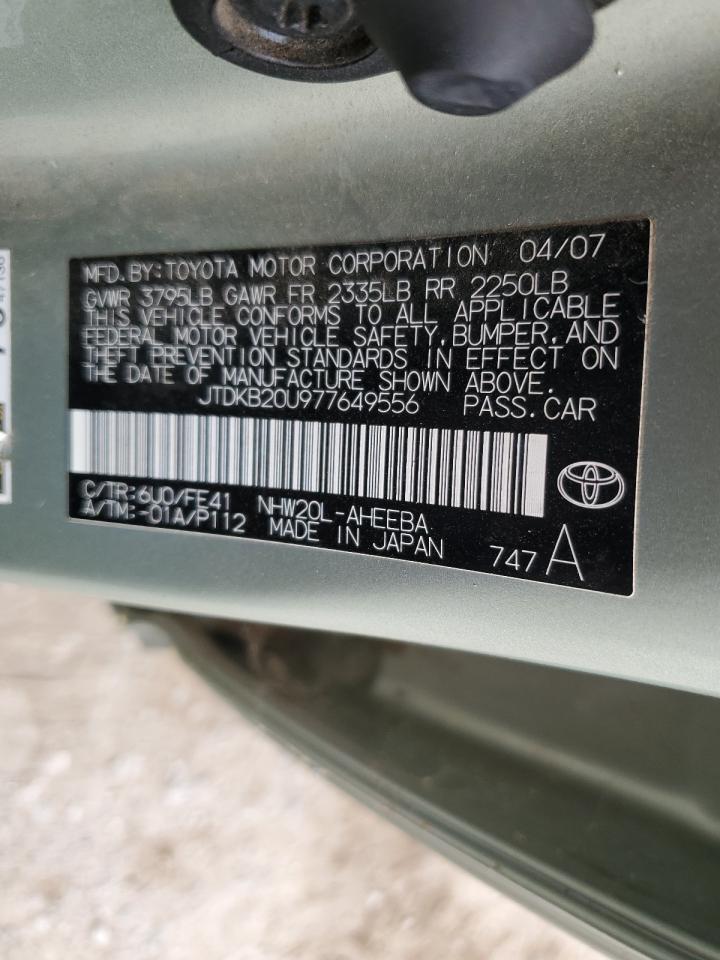 MFD. BY: TOYOTA MOTOR CORPORATION 04/07
GVWR 3795LB GAWR FR 2335LB RR 2250LB
THIS VEHICLE CONFORMS TO ALL APPLICABLE
FEDERAL MOTOR VEHICLE SAFETY, BUMPER, AND
THEFT PREVENTION STANDARDS IN EFFECT ON
THE DATE OF MANUFACTURE SHOWN ABOVE.
JTDKB20U977649556 PASS. CAR
C/TR: 6U0/FE41 NHW20L-AHEEBA
A/TM: -01A/P112 MADE IN JAPAN 747 A